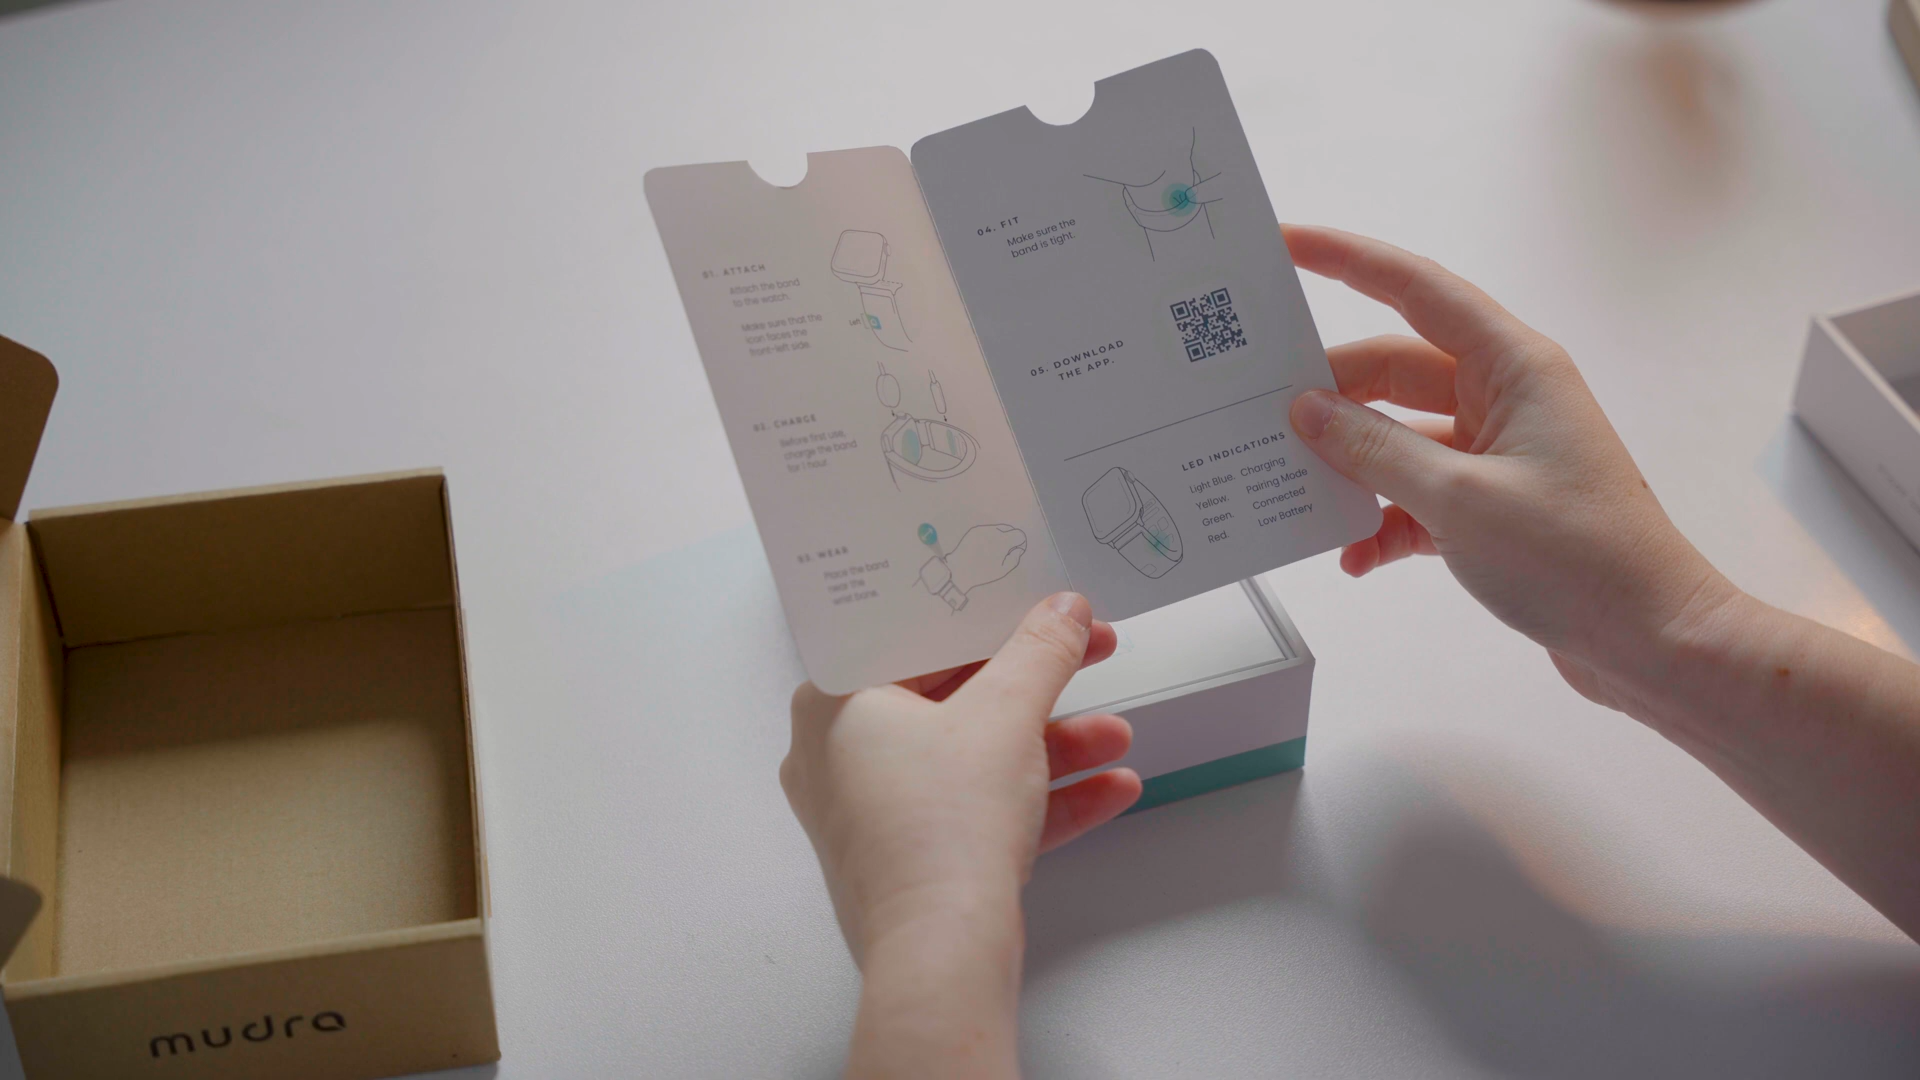 01. ATTACH
Attach the band
to the watch.
Make sure that the
icon faces the
front-left side.
Left
02. CHARGE
Before first use,
charge the band
for 1 hour.
03. WEAR
Place the band
near the
wrist bone.
04. FIT
Make sure the
band is tight.
05. DOWNLOAD
THE APP.
LED INDICATIONS
Light Blue. Charging
Yellow. Pairing Mode
Green. Connected
Red. Low Battery
mudra